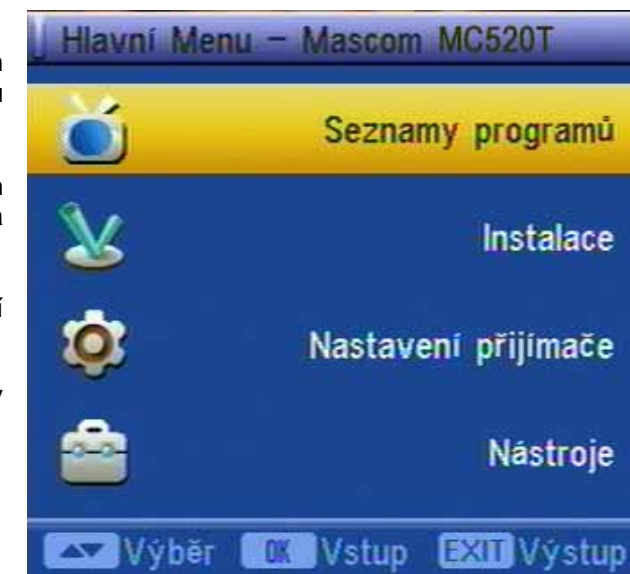 Hlavní Menu – Mascom MC520T
Seznamy programů
Instalace
Nastavení přijímače
Nástroje
Výběr OK Vstup EXIT Výstup